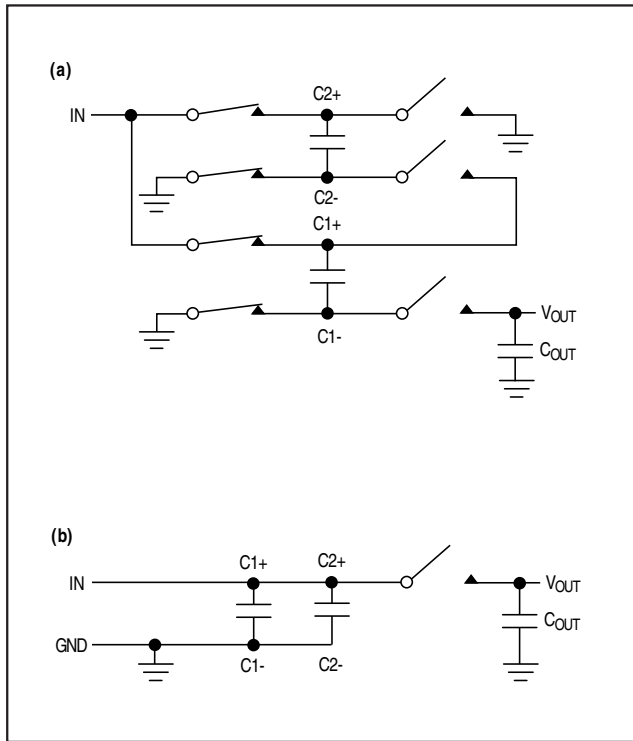 (a)
C2+
IN
C2-
C1+
VOUT
C1-
COUT
(b)
C1+ C2+
IN
VOUT
COUT
GND
C1- C2-